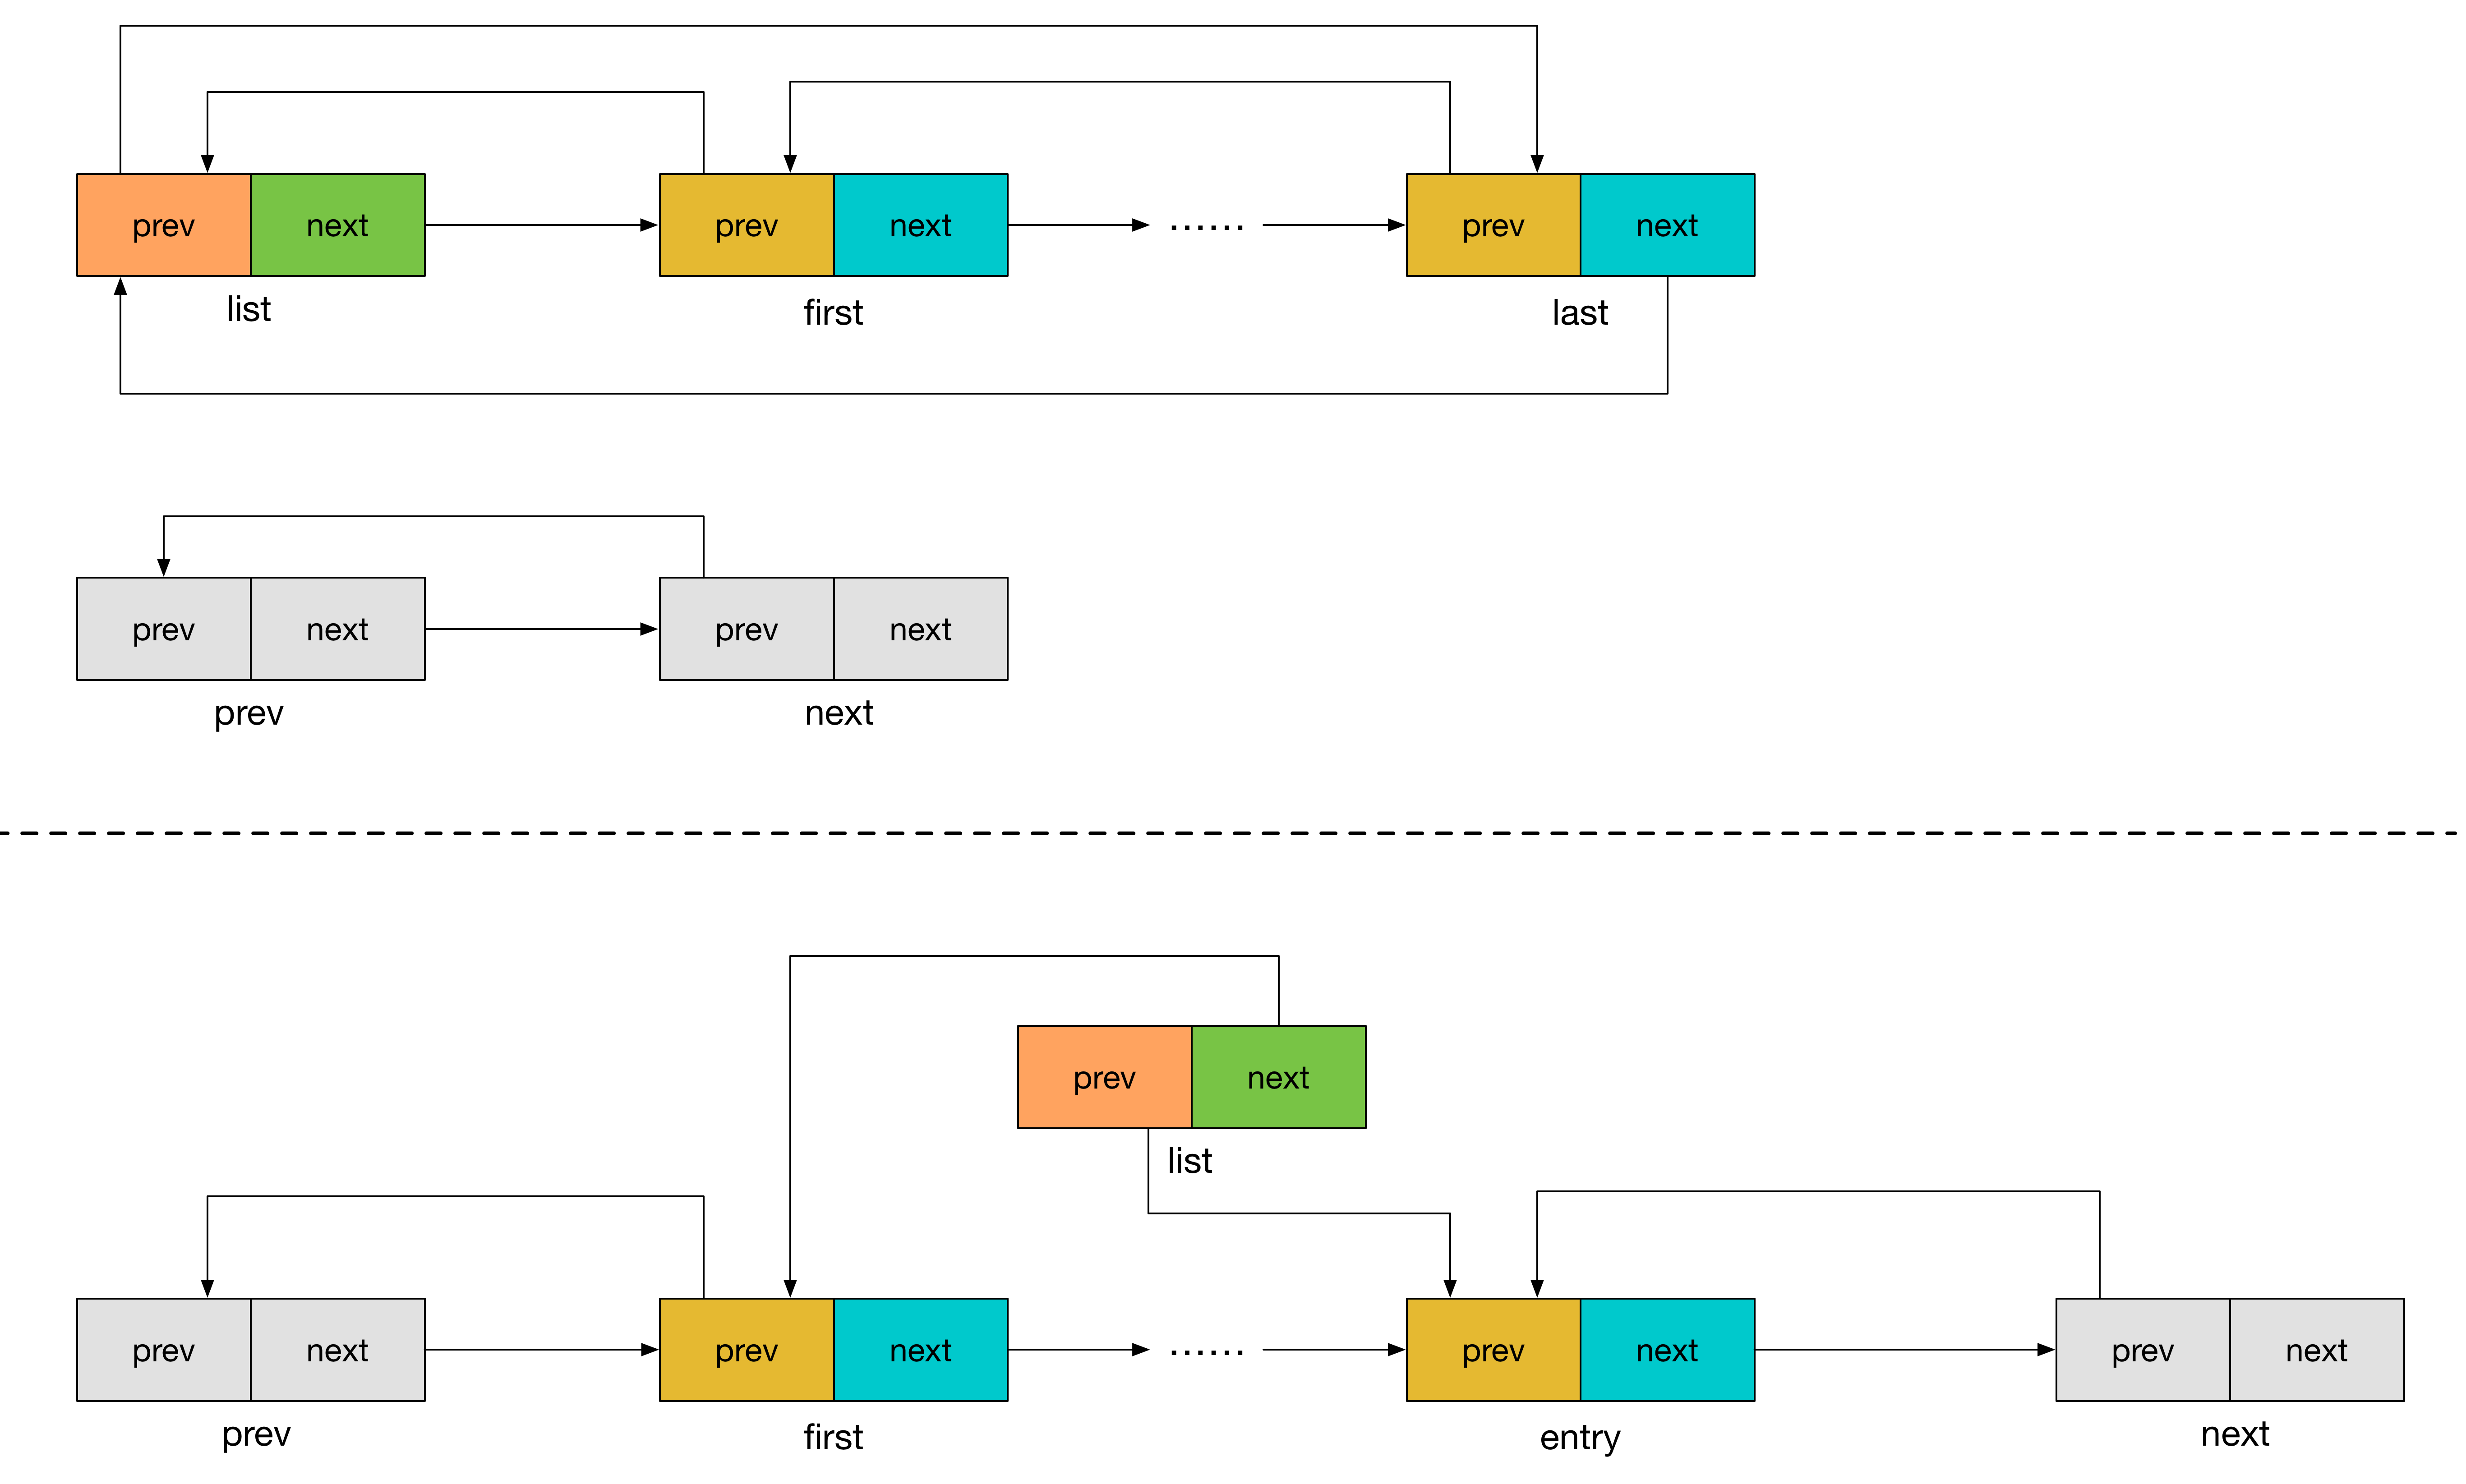 prev next prev next ...... prev next
list first last
prev next prev next
prev next
prev next
list
prev next prev next ...... prev next prev next
prev first entry next